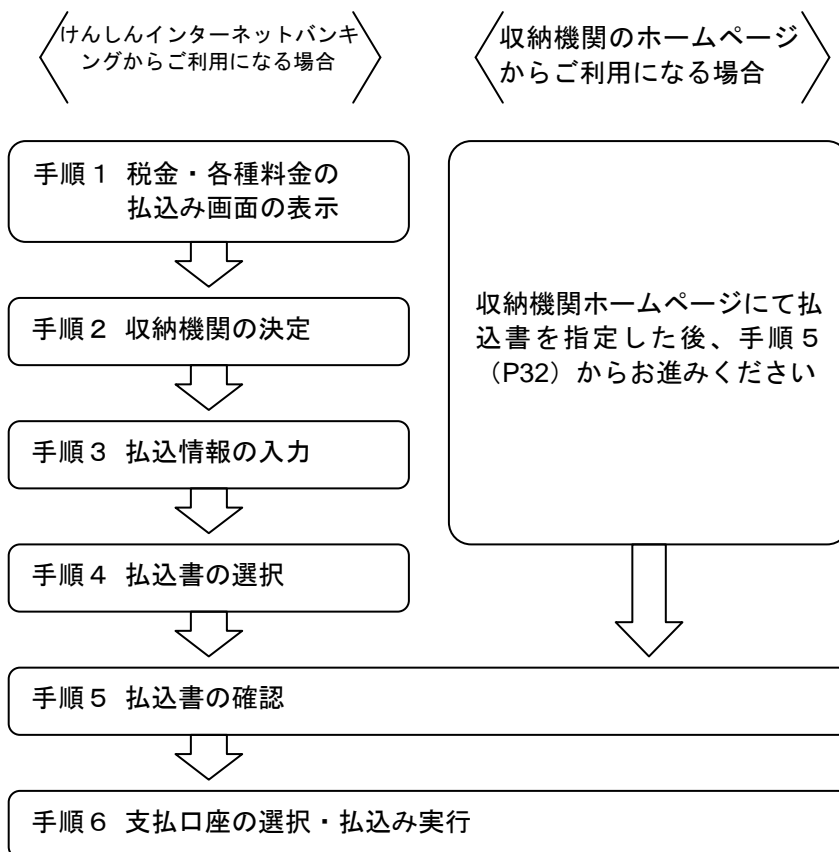 けんしんインターネットバンキ
ングからご利用になる場合
収納機関のホームページ
からご利用になる場合
手順１ 税金・各種料金の
払込み画面の表示
手順２ 収納機関の決定
手順３ 払込情報の入力
手順４ 払込書の選択
収納機関ホームページにて払
込書を指定した後、手順５
（P32）からお進みください
手順５ 払込書の確認
手順６ 支払口座の選択・払込み実行